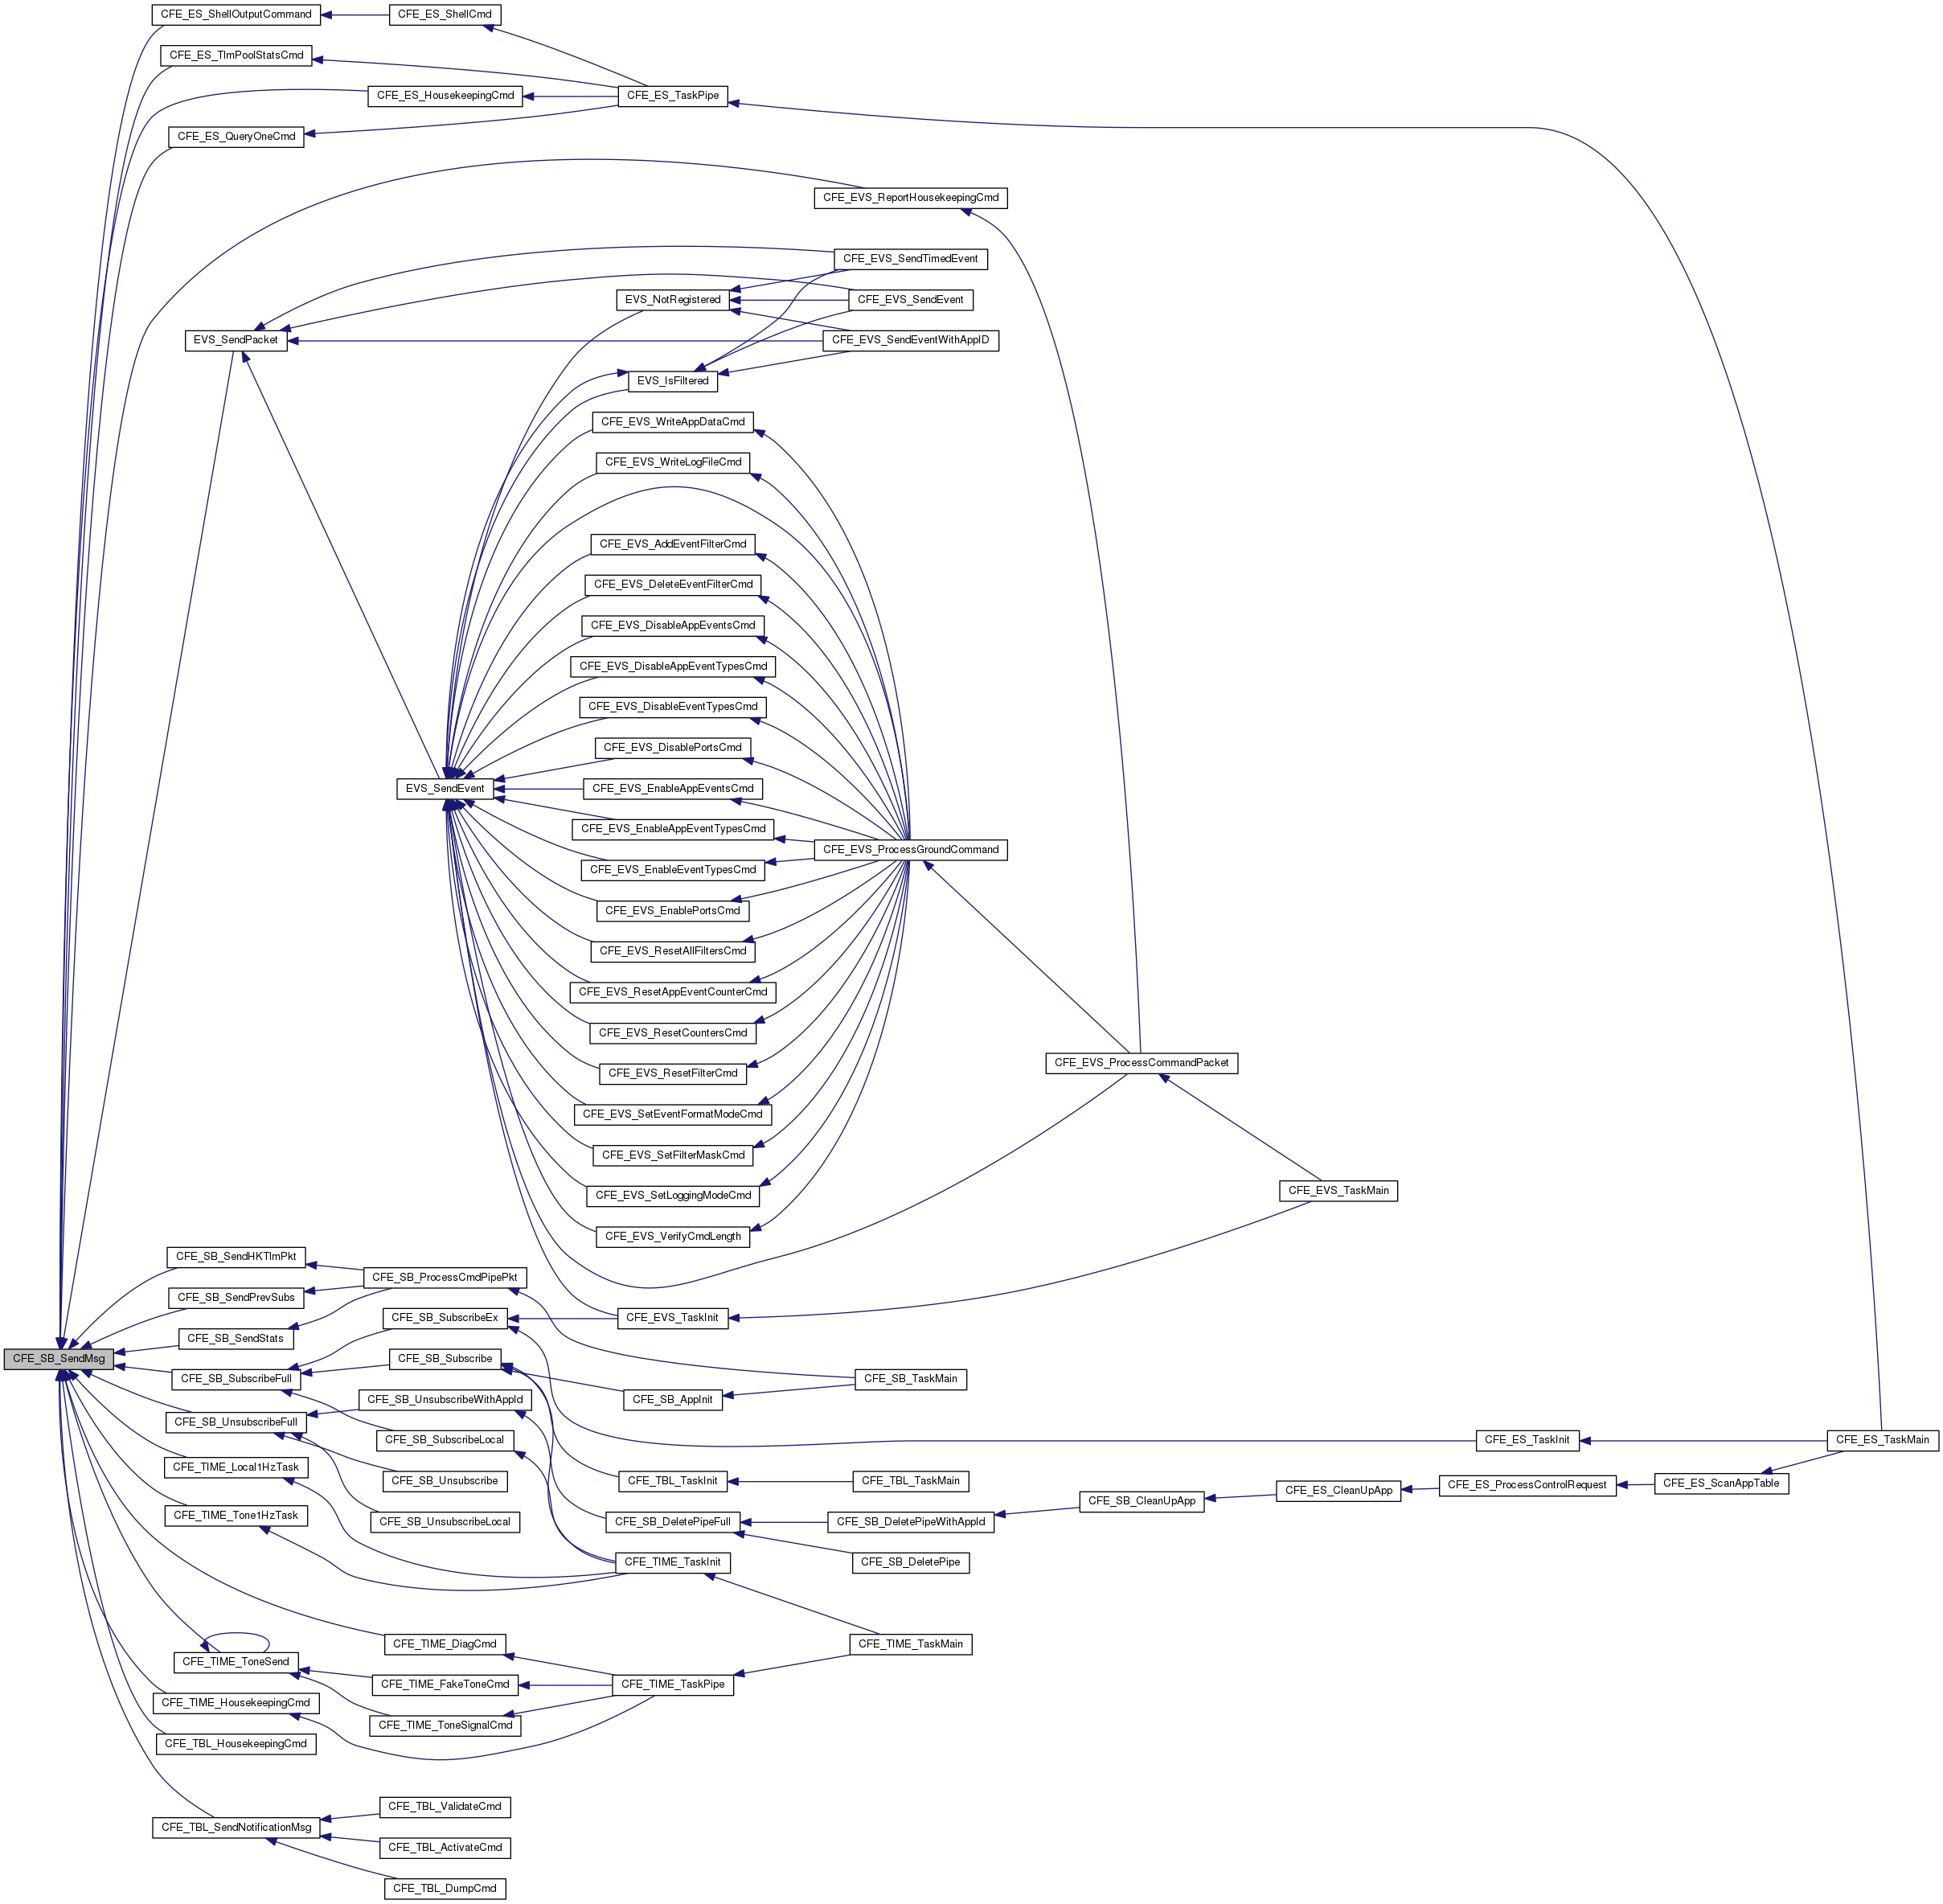 CFE_ES_ShellOutputCommand
CFE_ES_ShellCmd
CFE_ES_TlmPoolStatsCmd
CFE_ES_HousekeepingCmd
CFE_ES_TaskPipe
CFE_ES_QueryOneCmd
CFE_EVS_ReportHousekeepingCmd
CFE_EVS_SendTimedEvent
EVS_NotRegistered
CFE_EVS_SendEvent
EVS_SendPacket
CFE_EVS_SendEventWithAppID
EVS_IsFiltered
CFE_EVS_WriteAppDataCmd
CFE_EVS_WriteLogFileCmd
CFE_EVS_AddEventFilterCmd
CFE_EVS_DeleteEventFilterCmd
CFE_EVS_DisableAppEventsCmd
CFE_EVS_DisableAppEventTypesCmd
CFE_EVS_DisableEventTypesCmd
CFE_EVS_DisablePortsCmd
EVS_SendEvent
CFE_EVS_EnableAppEventsCmd
CFE_EVS_EnableAppEventTypesCmd
CFE_EVS_ProcessGroundCommand
CFE_EVS_EnableEventTypesCmd
CFE_EVS_EnablePortsCmd
CFE_EVS_ResetAllFiltersCmd
CFE_EVS_ResetAppEventCounterCmd
CFE_EVS_ResetCountersCmd
CFE_EVS_ProcessCommandPacket
CFE_EVS_ResetFilterCmd
CFE_EVS_SetEventFormatModeCmd
CFE_EVS_SetFilterMaskCmd
CFE_EVS_SetLoggingModeCmd
CFE_EVS_TaskMain
CFE_EVS_VerifyCmdLength
CFE_SB_SendHKTlmPkt
CFE_SB_ProcessCmdPipePkt
CFE_SB_SendPrevSubs
CFE_SB_SubscribeEx
CFE_EVS_TaskInit
CFE_SB_SendStats
CFE_SB_SendMsg
CFE_SB_Subscribe
CFE_SB_SubscribeFull
CFE_SB_TaskMain
CFE_SB_UnsubscribeWithAppId
CFE_SB_AppInit
CFE_SB_UnsubscribeFull
CFE_SB_SubscribeLocal
CFE_ES_TaskInit
CFE_ES_TaskMain
CFE_TIME_Local1HzTask
CFE_SB_Unsubscribe
CFE_TBL_TaskInit
CFE_TBL_TaskMain
CFE_ES_CleanUpApp
CFE_ES_ProcessControlRequest
CFE_ES_ScanAppTable
CFE_SB_CleanUpApp
CFE_TIME_Tone1HzTask
CFE_SB_UnsubscribeLocal
CFE_SB_DeletePipeFull
CFE_SB_DeletePipeWithAppId
CFE_TIME_TaskInit
CFE_SB_DeletePipe
CFE_TIME_DiagCmd
CFE_TIME_TaskMain
CFE_TIME_ToneSend
CFE_TIME_FakeToneCmd
CFE_TIME_TaskPipe
CFE_TIME_HousekeepingCmd
CFE_TIME_ToneSignalCmd
CFE_TBL_HousekeepingCmd
CFE_TBL_ValidateCmd
CFE_TBL_SendNotificationMsg
CFE_TBL_ActivateCmd
CFE_TBL_DumpCmd